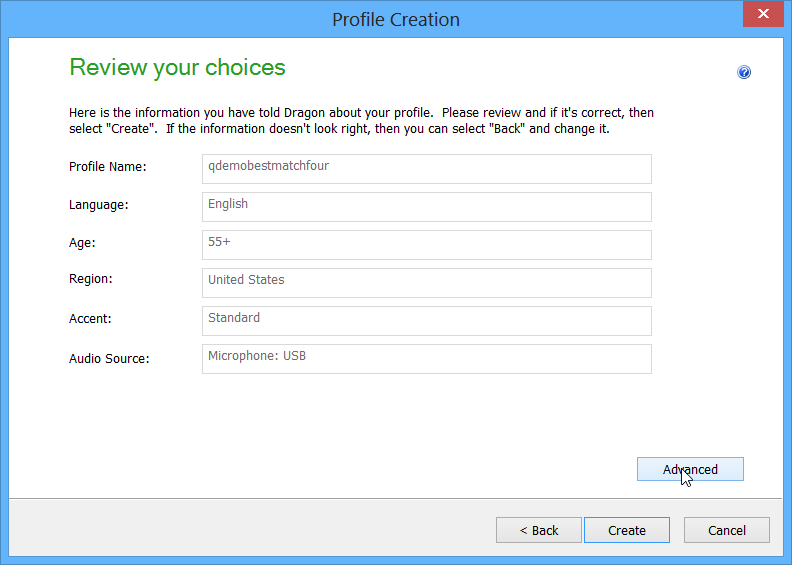 Profile Creation
Review your choices
Here is the information you have told Dragon about your profile.  Please review and if it's correct, then
select "Create".  If the information doesn't look right, then you can select "Back" and change it.
Profile Name: qdemobestmatchfour
Language: English
Age: 55+
Region: United States
Accent: Standard
Audio Source: Microphone: USB
Advanced
< Back Create Cancel